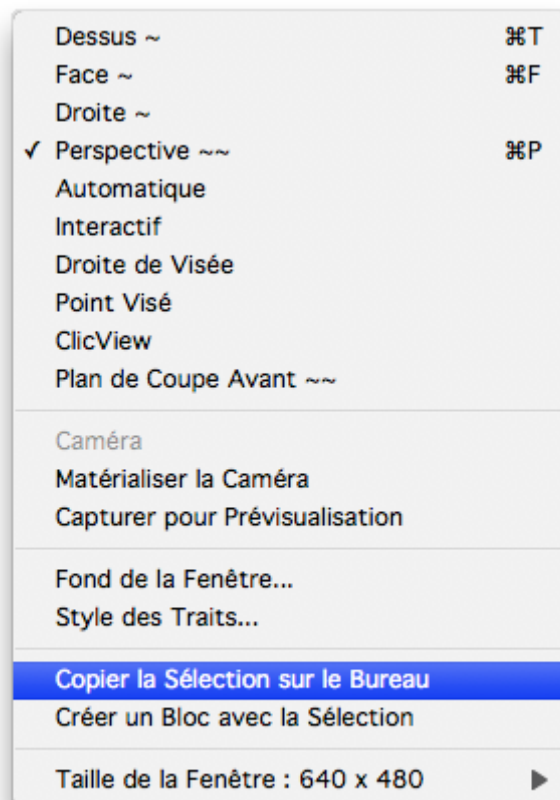 Dessus ~ ⌘T
Face ~ ⌘F
Droite ~
✓ Perspective ~~ ⌘P
Automatique
Interactif
Droite de Visée
Point Visé
ClicView
Plan de Coupe Avant ~~
Caméra
Matérialiser la Caméra
Capturer pour Prévisualisation
Fond de la Fenêtre...
Style des Traits...
Copier la Sélection sur le Bureau
Créer un Bloc avec la Sélection
Taille de la Fenêtre : 640 x 480 ▶